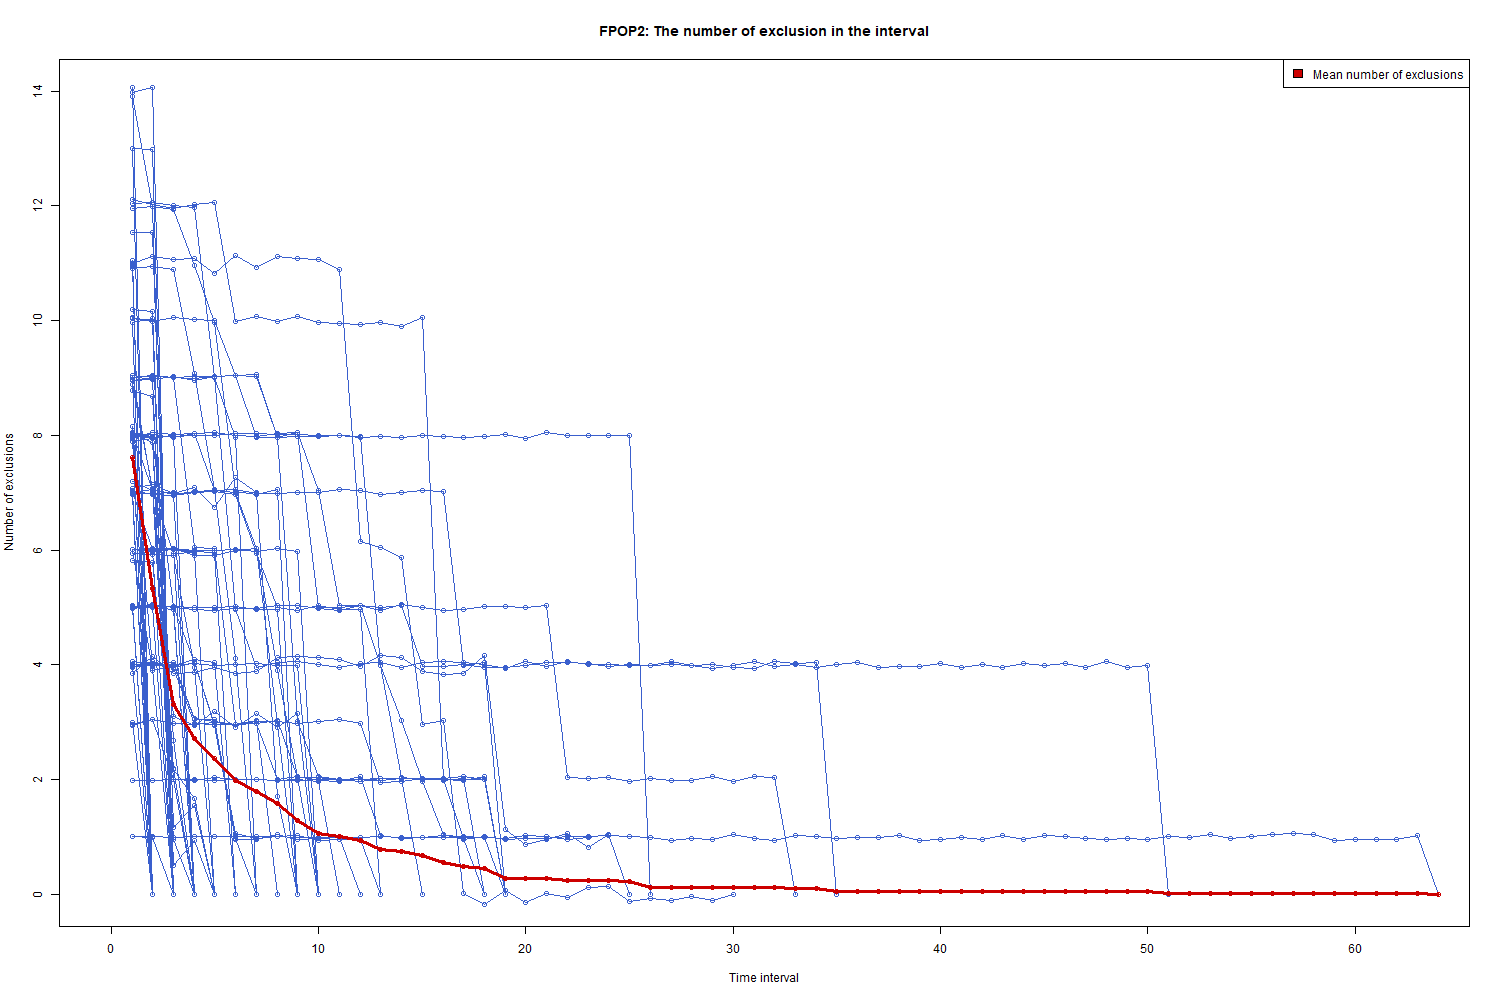 FPOP2: The number of exclusion in the interval
Mean number of exclusions
Number of exclusions
14
12
10
8
6
4
2
0
0 10 20 30 40 50 60
Time interval